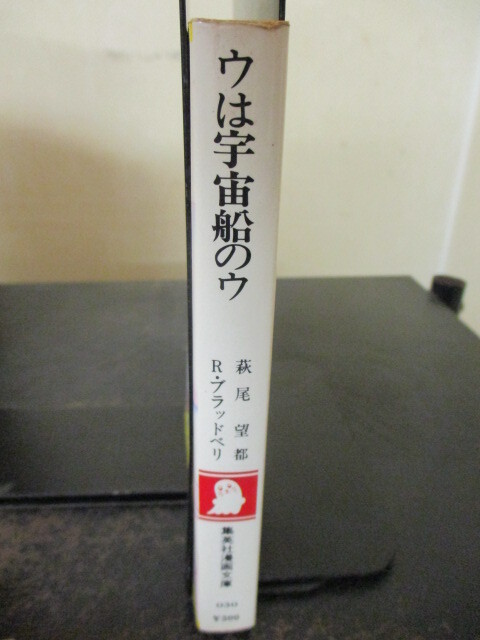 ウは宇宙船のウ
萩尾望都
R・ブラッドベリ
集英社漫画文庫